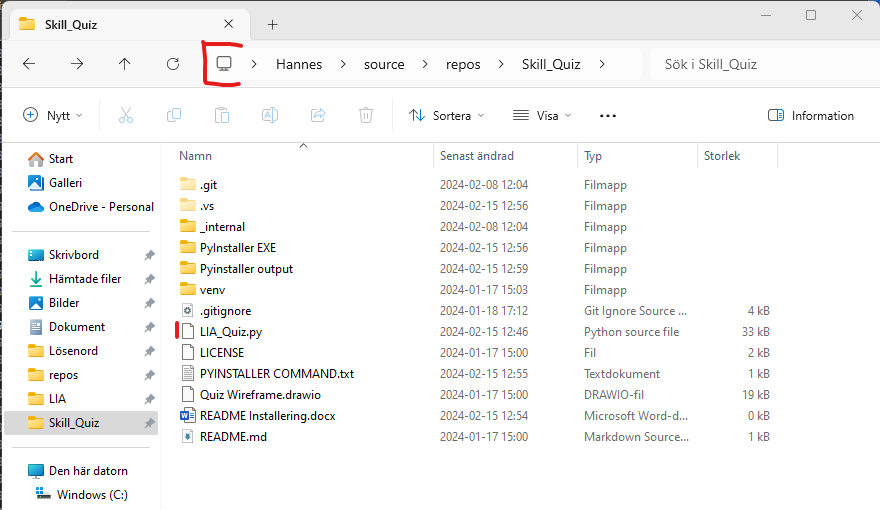 Skill_Quiz
Hannes source repos Skill_Quiz
Sök i Skill_Quiz
Nytt Sortera Visa Information
Start
Galleri
OneDrive - Personal
Skrivbord
Hämtade filer
Bilder
Dokument
Lösenord
repos
LIA
Skill_Quiz
Den här datorn
Windows (C:)
Namn Senast ändrad Typ Storlek
.git 2024-02-08 12:04 Filmapp
.vs 2024-02-15 12:56 Filmapp
_internal 2024-02-08 12:04 Filmapp
PyInstaller EXE 2024-02-15 12:56 Filmapp
Pyinstaller output 2024-02-15 12:59 Filmapp
venv 2024-01-17 15:03 Filmapp
.gitignore 2024-01-18 17:12 Git Ignore Source ... 4 kB
LIA_Quiz.py 2024-02-15 12:46 Python source file 33 kB
LICENSE 2024-01-17 15:00 Fil 2 kB
PYINSTALLER COMMAND.txt 2024-02-15 12:55 Textdokument 1 kB
Quiz Wireframe.drawio 2024-01-17 15:00 DRAWIO-fil 19 kB
README Installering.docx 2024-02-15 12:54 Microsoft Word-d... 0 kB
README.md 2024-01-17 15:00 Markdown Source... 1 kB